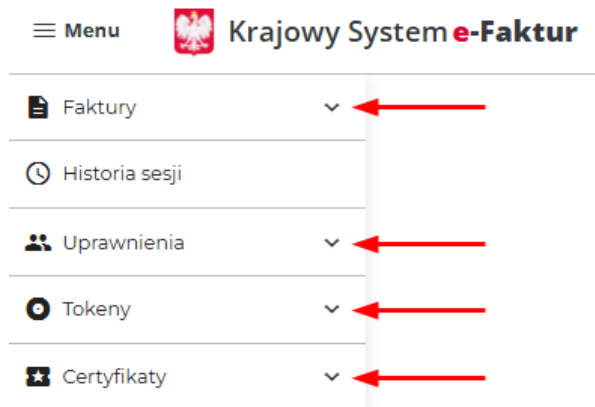 Menu Krajowy System e-Faktur
Faktury
Historia sesji
Uprawnienia
Tokeny
Certyfikaty